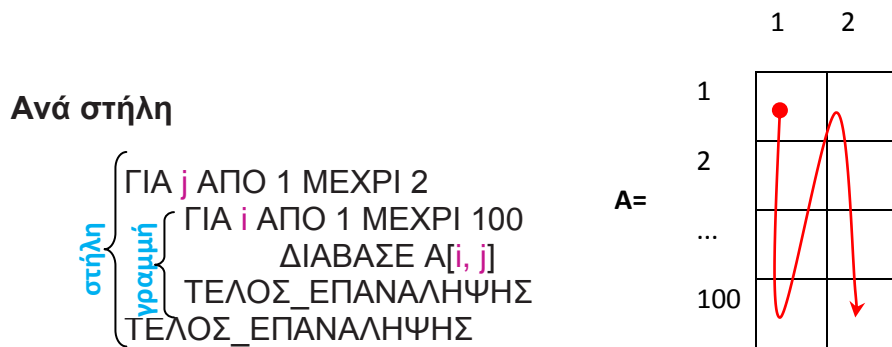 Ανά στήλη
στήλη
ΓΙΑ j ΑΠΟ 1 ΜΕΧΡΙ 2
γραμμή
ΓΙΑ i ΑΠΟ 1 ΜΕΧΡΙ 100
ΔΙΑΒΑΣΕ Α[i, j]
ΤΕΛΟΣ_ΕΠΑΝΑΛΗΨΗΣ
ΤΕΛΟΣ_ΕΠΑΝΑΛΗΨΗΣ
Α=
1 2
1
2
...
100